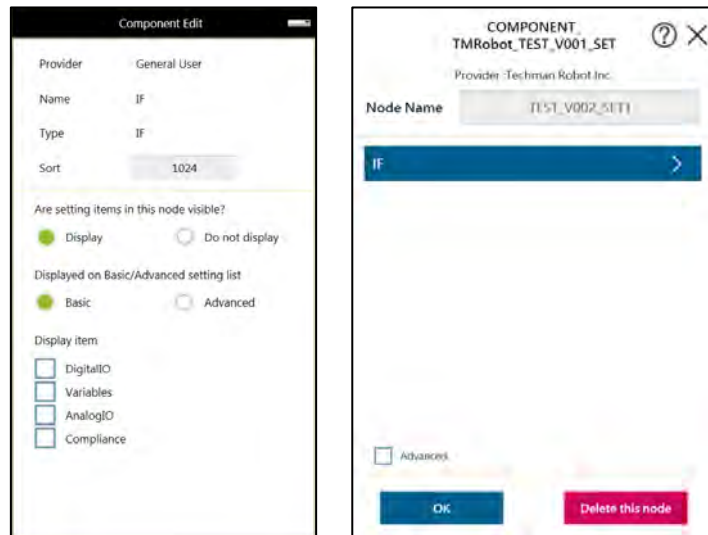 Component Edit
Provider General User
Name IF
Type IF
Sort 1024
Are setting items in this node visible?
Display Do not display
Displayed on Basic/Advanced setting list
Basic Advanced
Display item
DigitalIO
Variables
AnalogIO
Compliance
COMPONENT_
TMRobot_TEST_V001_SET
Provider :Techman Robot Inc.
Node Name TEST_V002_SET1
IF
Advanced
OK Delete this node